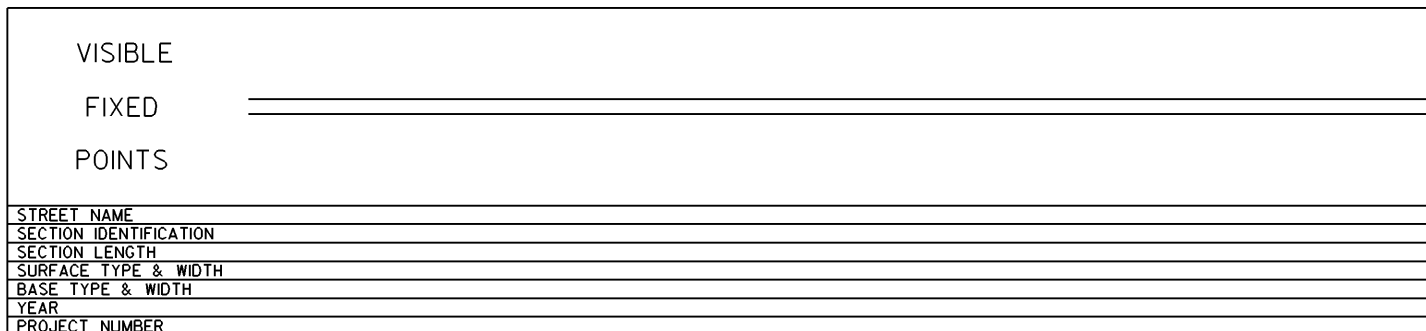 VISIBLE
FIXED
POINTS
STREET NAME
SECTION IDENTIFICATION
SECTION LENGTH
SURFACE TYPE & WIDTH
BASE TYPE & WIDTH
YEAR
PROJECT NUMBER